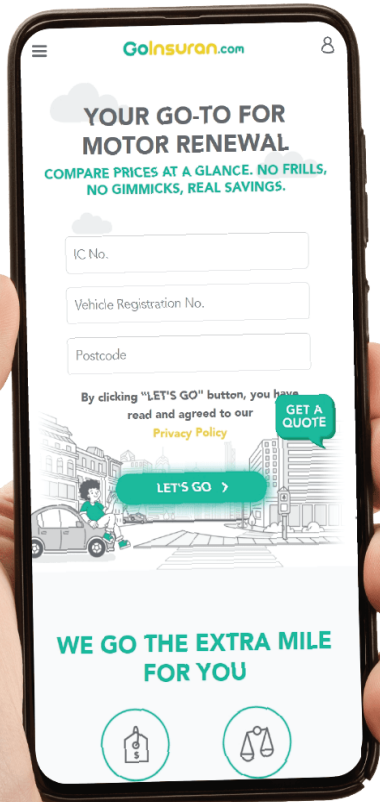 GoInsuran.com
YOUR GO-TO FOR
MOTOR RENEWAL
COMPARE PRICES AT A GLANCE. NO FRILLS,
NO GIMMICKS, REAL SAVINGS.
IC No.
Vehicle Registration No.
Postcode
By clicking "LET'S GO" button, you have
read and agreed to our
Privacy Policy
GET A
QUOTE
LET'S GO
WE GO THE EXTRA MILE
FOR YOU
$